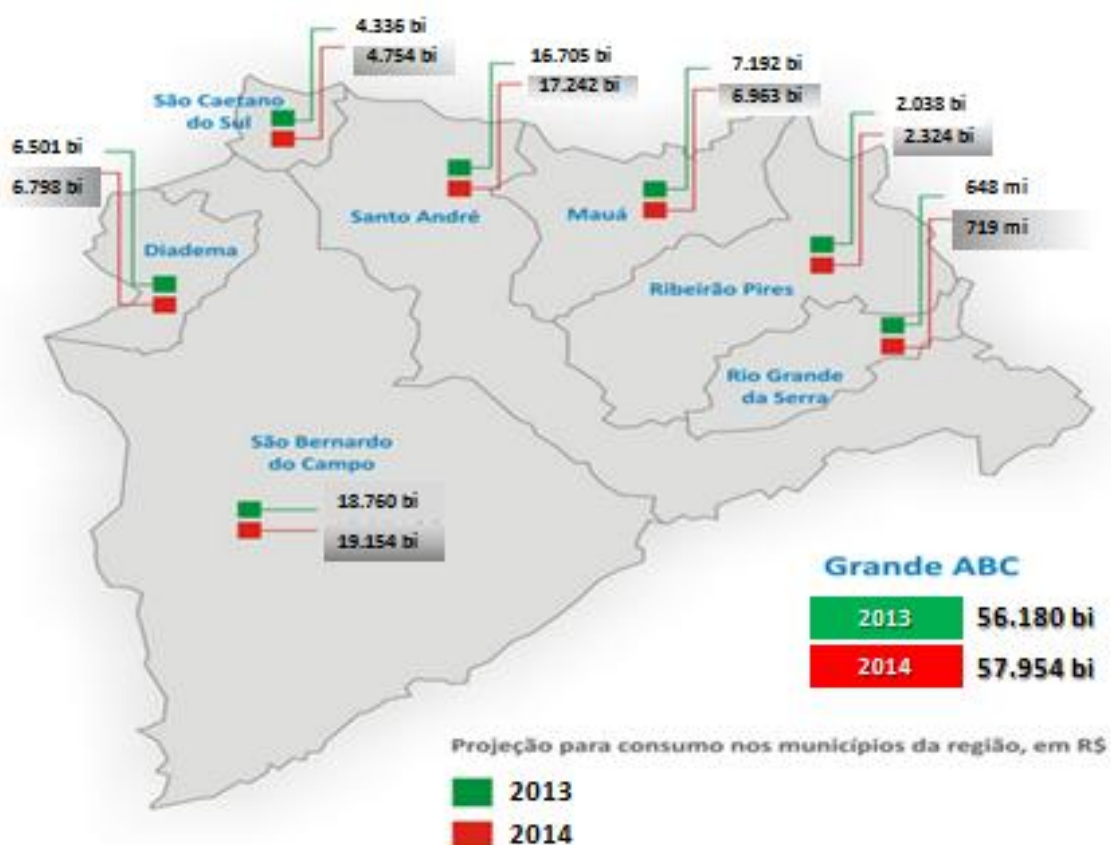 4.336 bi
4.754 bi
16.705 bi
17.242 bi
7.192 bi
6.963 bi
2.038 bi
2.324 bi
São Caetano
do Sul
6.501 bi
6.798 bi
648 mi
719 mi
Santo André
Mauá
Diadema
Ribeirão Pires
Rio Grande
da Serra
São Bernardo
do Campo
18.760 bi
19.154 bi
Grande ABC
2013 56.180 bi
2014 57.954 bi
Projeção para consumo nos municípios da região, em R$
2013
2014